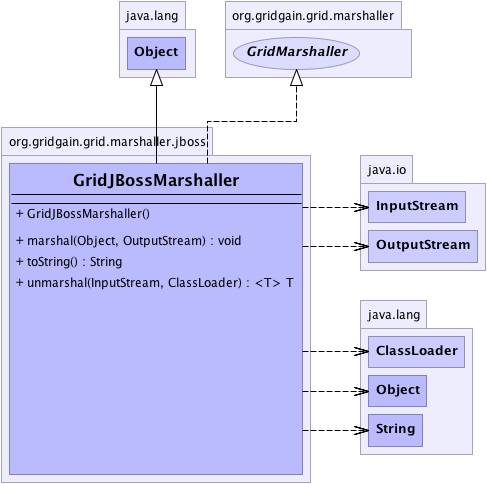 java.lang
Object
org.gridgain.grid.marshaller
GridMarshaller
org.gridgain.grid.marshaller.jboss
GridJBossMarshaller
+ GridJBossMarshaller()
+ marshal(Object, OutputStream) : void
+ toString() : String
+ unmarshal(InputStream, ClassLoader) : <T> T
java.io
InputStream
OutputStream
java.lang
ClassLoader
Object
String